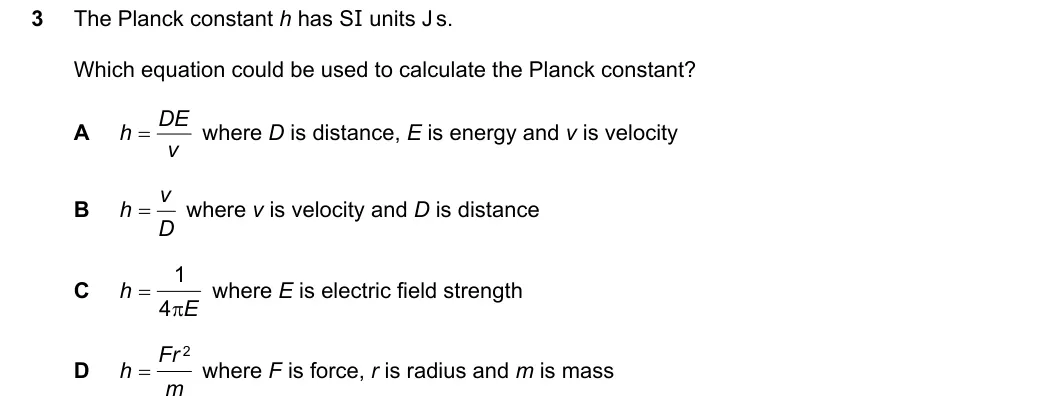 3 The Planck constant h has SI units J s.
Which equation could be used to calculate the Planck constant?
A h = DE/v where D is distance, E is energy and v is velocity
B h = v/D where v is velocity and D is distance
C h = 1/4πE where E is electric field strength
D h = Fr²/m where F is force, r is radius and m is mass